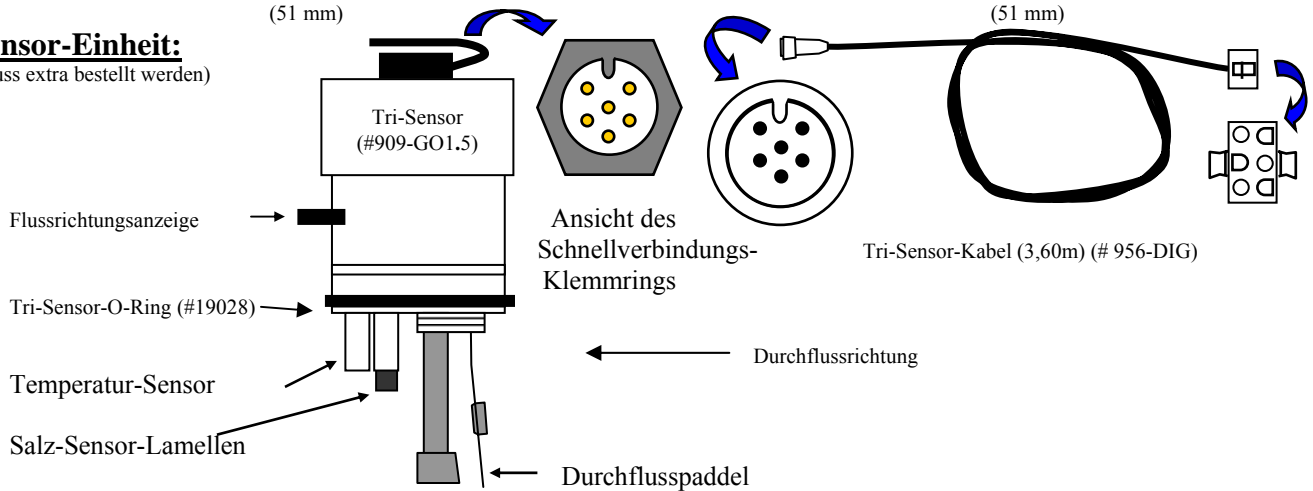 (51 mm)
(51 mm)
nsor-Einheit:
uss extra bestellt werden)
Tri-Sensor
(#909-GO1.5)
Flussrichtungsanzeige
Ansicht des
Schnellverbindungs-
Klemmrings
Tri-Sensor-Kabel (3,60m) (# 956-DIG)
Tri-Sensor-O-Ring (#19028)
Durchflussrichtung
Temperatur-Sensor
Salz-Sensor-Lamellen
Durchflusspaddel